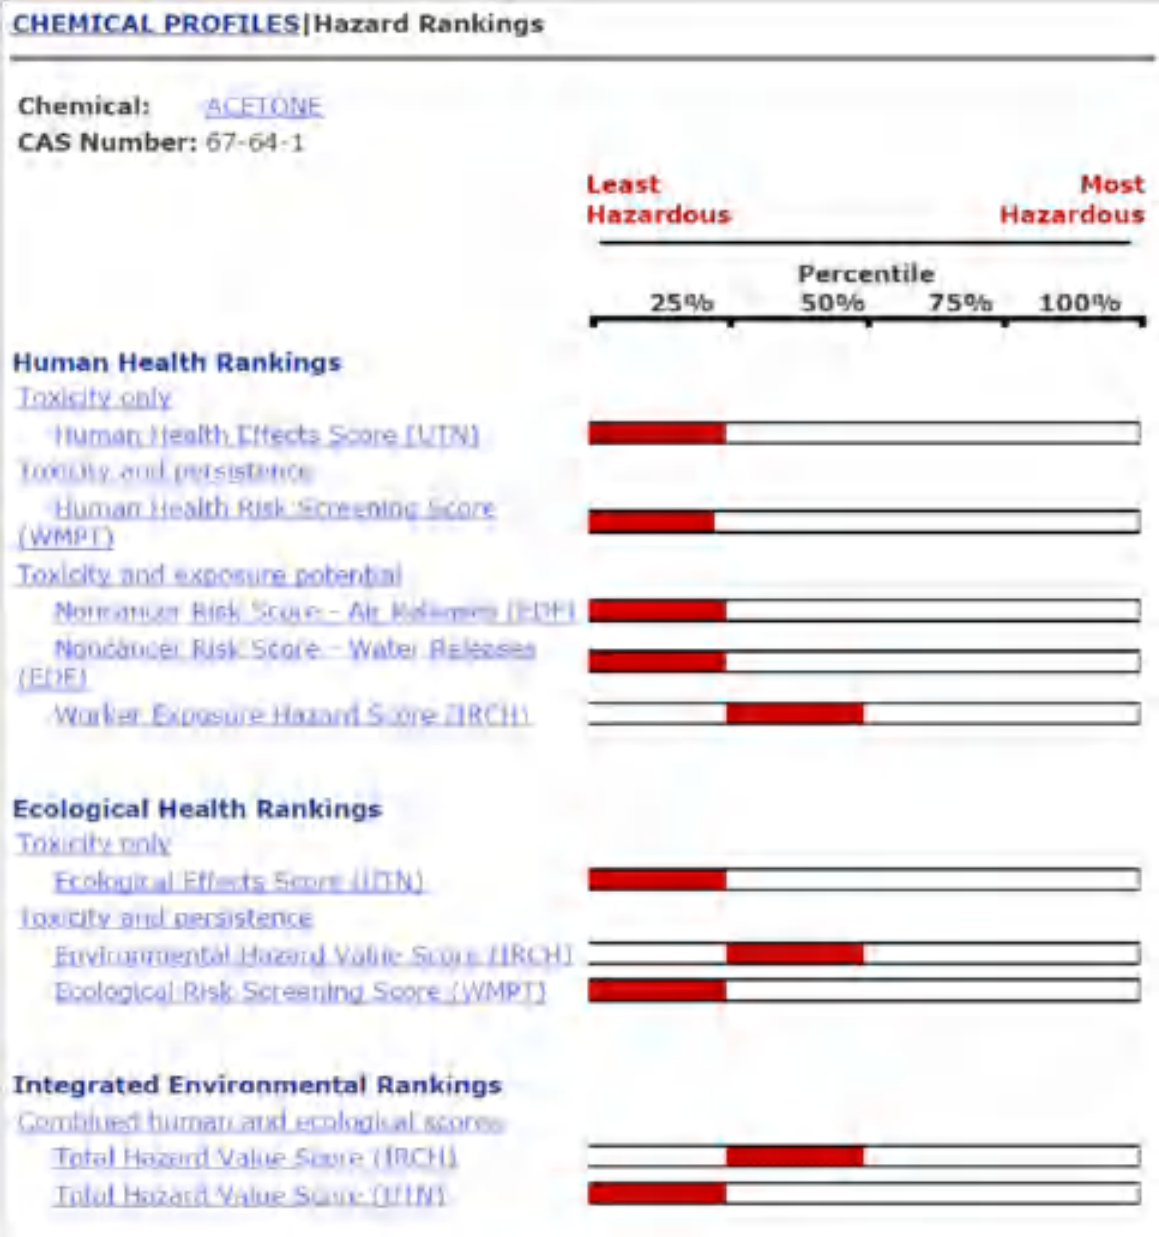 CHEMICAL PROFILES|Hazard Rankings
Chemical: ACETONE
CAS Number: 67-64-1
Least Most
Hazardous Hazardous
Percentile
25% 50% 75% 100%
Human Health Rankings
Toxicity only
Human Health Effects Score (UTN)
Toxicity and persistence
Human Health Risk Screening Score
(WMPT)
Toxicity and exposure potential
Noncancer Risk Score - Air Releases (EDF)
Noncancer Risk Score - Water Releases
(EDF)
Worker Exposure Hazard Score (IRCH)
Ecological Health Rankings
Toxicity only
Ecological Effects Score (UTN)
Toxicity and persistence
Environmental Hazard Value Score (IRCH)
Ecological Risk Screening Score (WMPT)
Integrated Environmental Rankings
Combined human and ecological scores
Total Hazard Value Score (IRCH)
Total Hazard Value Score (UTN)